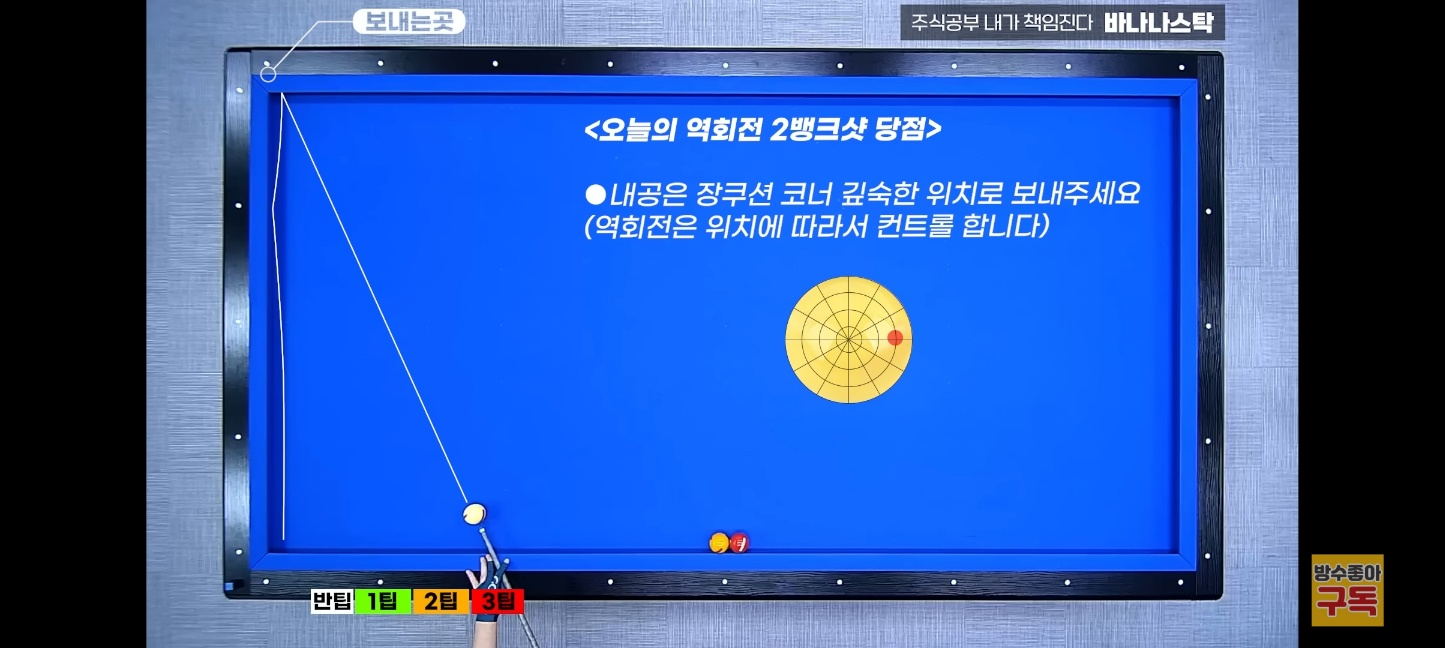 보내는곳
주식공부 내가 책임진다 바나나스탁
<오늘의 역회전 2뱅크샷 당점>
●내공은 장쿠션 코너 깊숙한 위치로 보내주세요
(역회전은 위치에 따라서 컨트롤 합니다)
반팁 1팁 2팁 3팁
방수좋아
구독